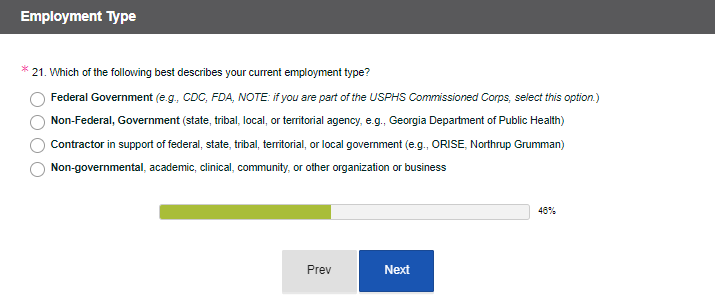 Employment Type
* 21. Which of the following best describes your current employment type?
Federal Government (e.g., CDC, FDA, NOTE: if you are part of the USPHS Commissioned Corps, select this option.)
Non-Federal, Government (state, tribal, local, or territorial agency, e.g., Georgia Department of Public Health)
Contractor in support of federal, state, tribal, territorial, or local government (e.g., ORISE, Northrup Grumman)
Non-governmental, academic, clinical, community, or other organization or business
46%
Prev Next